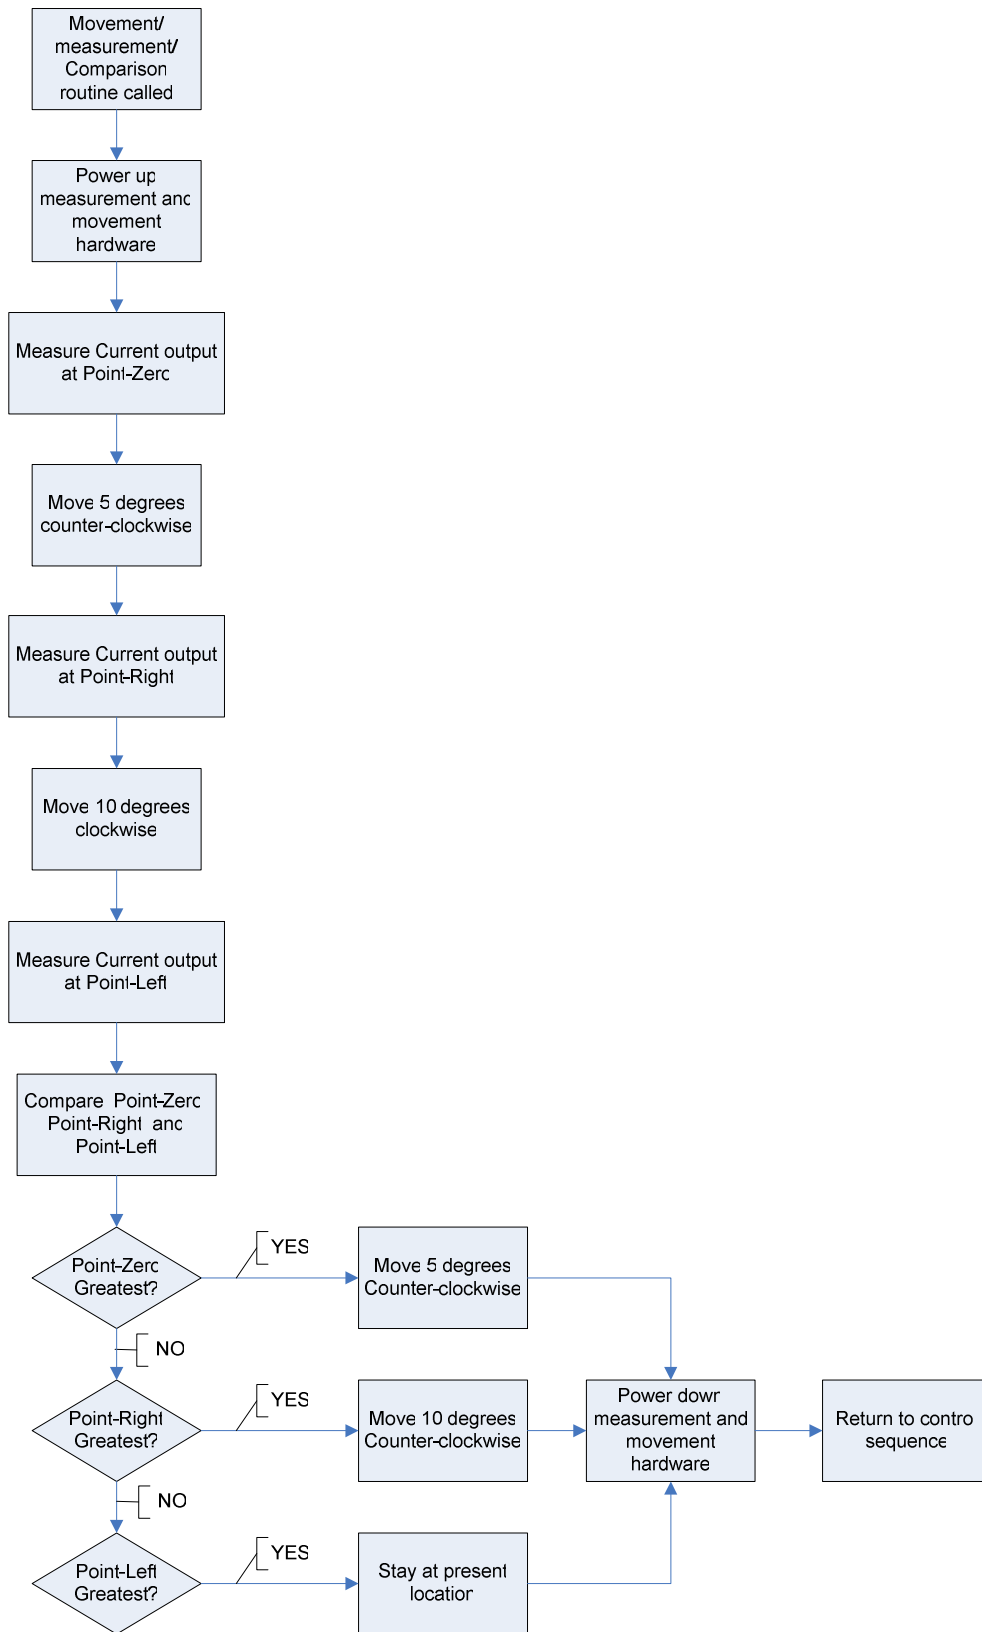 Movement/
measurement/
Comparison
routine called
Power up
measurement and
movement
hardware
Measure Current output
at Point-Zero
Move 5 degrees
counter-clockwise
Measure Current output
at Point-Right
Move 10 degrees
clockwise
Measure Current output
at Point-Left
Compare Point-Zero
Point-Right and
Point-Left
Point-Zero
Greatest?
YES
Move 5 degrees
Counter-clockwise
NO
Point-Right
Greatest?
YES
Move 10 degrees
Counter-clockwise
Power down
measurement and
movement
hardware
Return to contro
sequence
NO
Point-Left
Greatest?
YES
Stay at present
location